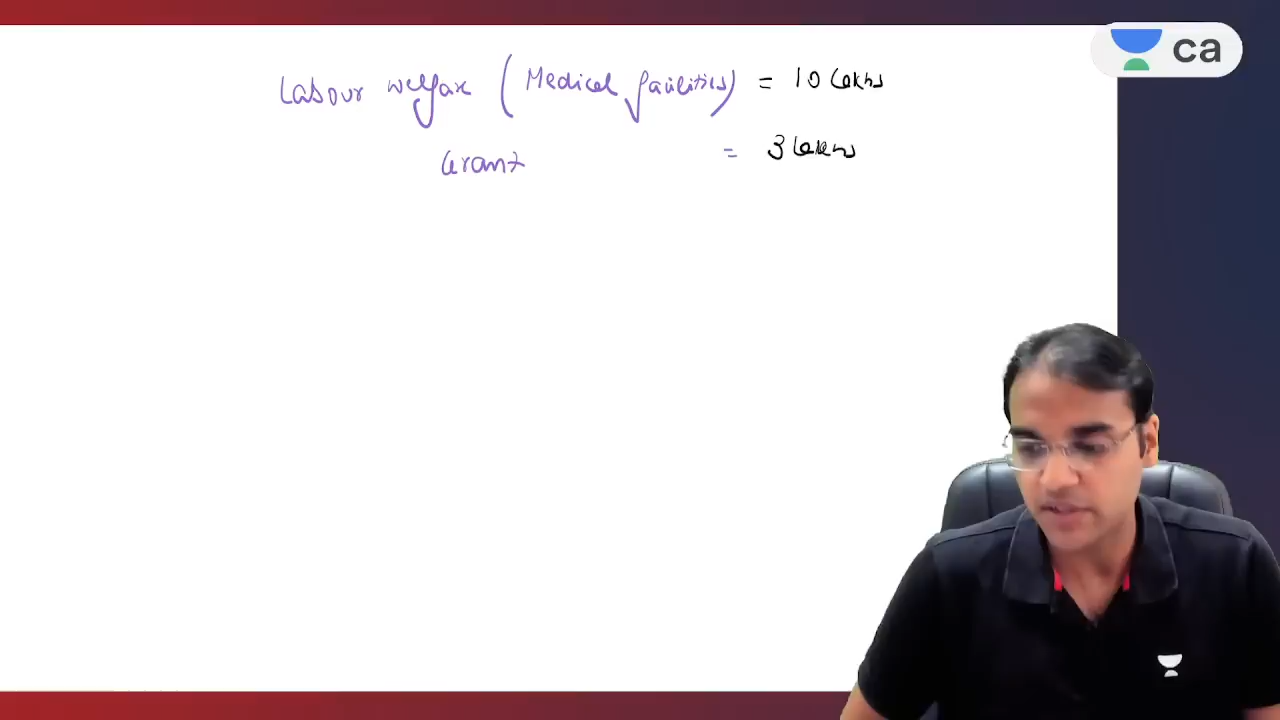 ca
Labour welfare (Medical facilities) = 10 lakhs
Grant = 3 lakhs